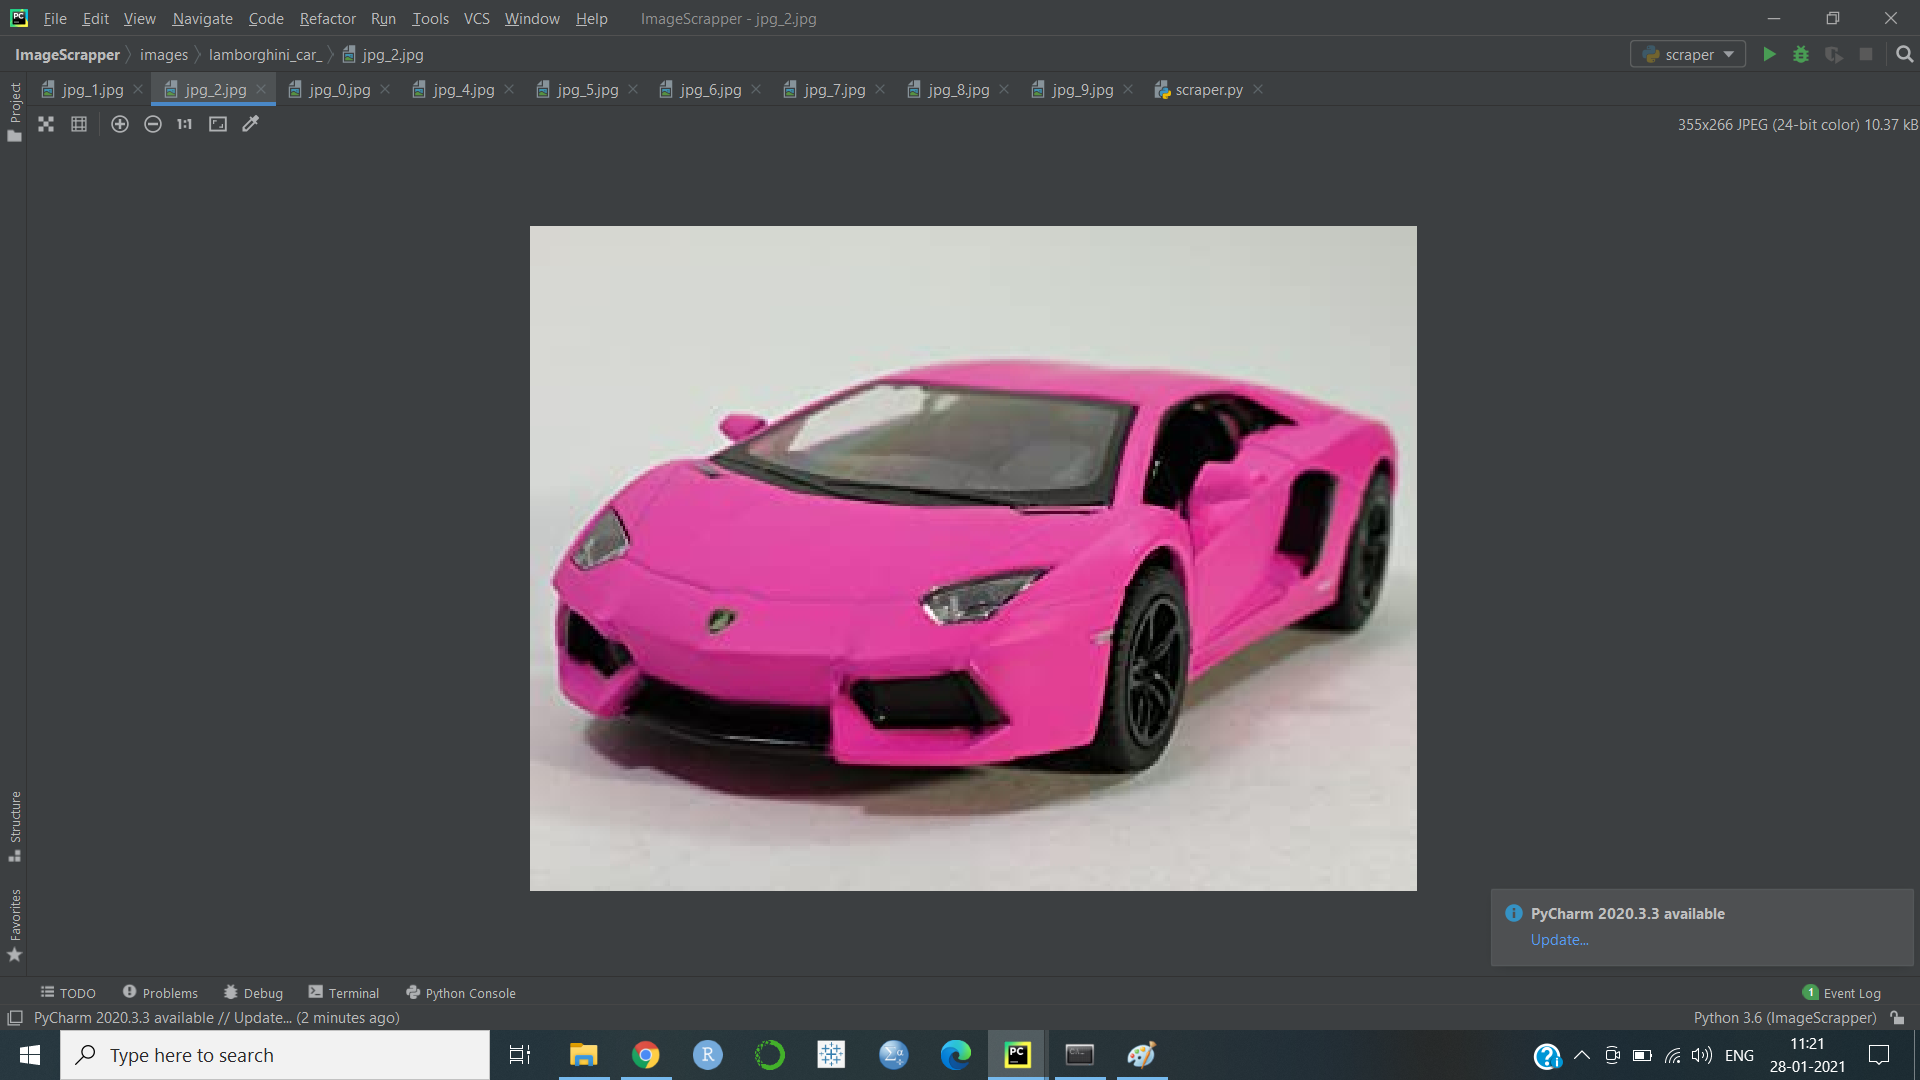 File Edit View Navigate Code Refactor Run Tools VCS Window Help ImageScrapper - jpg_2.jpg
ImageScrapper images lamborghini_car_ jpg_2.jpg scraper
jpg_1.jpg jpg_2.jpg jpg_0.jpg jpg_4.jpg jpg_5.jpg jpg_6.jpg jpg_7.jpg jpg_8.jpg jpg_9.jpg scraper.py
Project
1:1 355x266 JPEG (24-bit color) 10.37 kB
Structure
Favorites
PyCharm 2020.3.3 available
Update...
TODO Problems Debug Terminal Python Console 1 Event Log
PyCharm 2020.3.3 available // Update... (2 minutes ago) Python 3.6 (ImageScrapper)
Type here to search ENG
11:21
28-01-2021